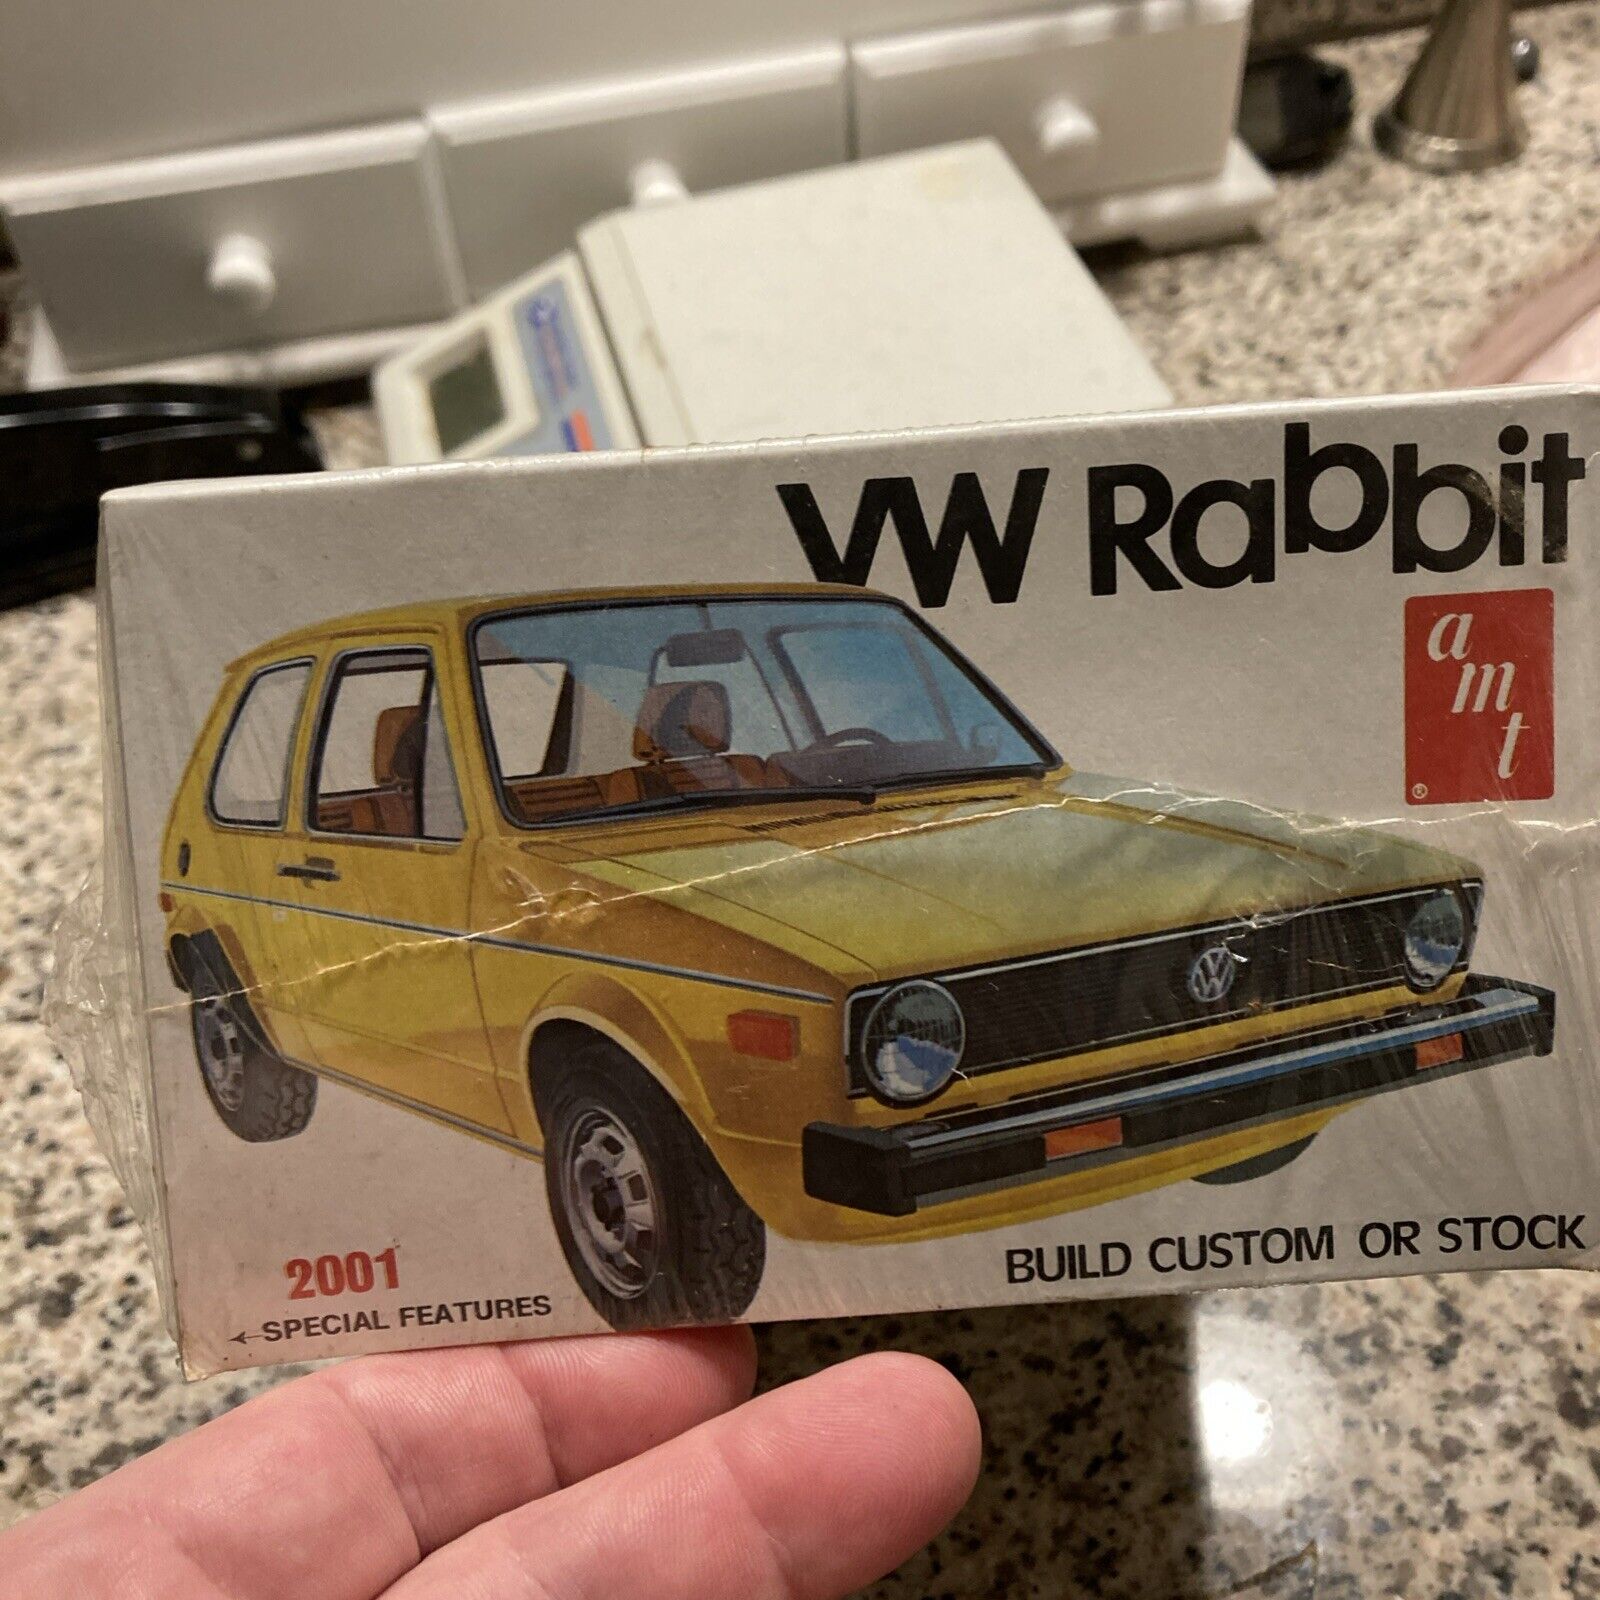 VW Rabbit
amt
®
BUILD CUSTOM OR STOCK
2001
←SPECIAL FEATURES